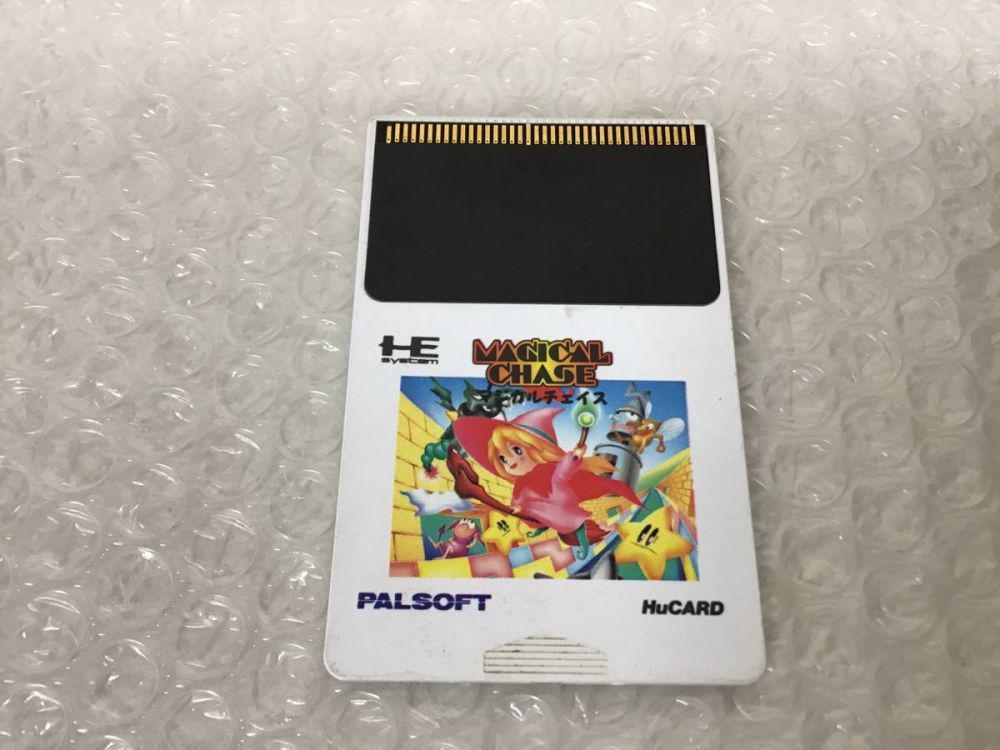 HE
system
MAGICAL
CHASE
マジカルチェイス
PALSOFT
HuCARD